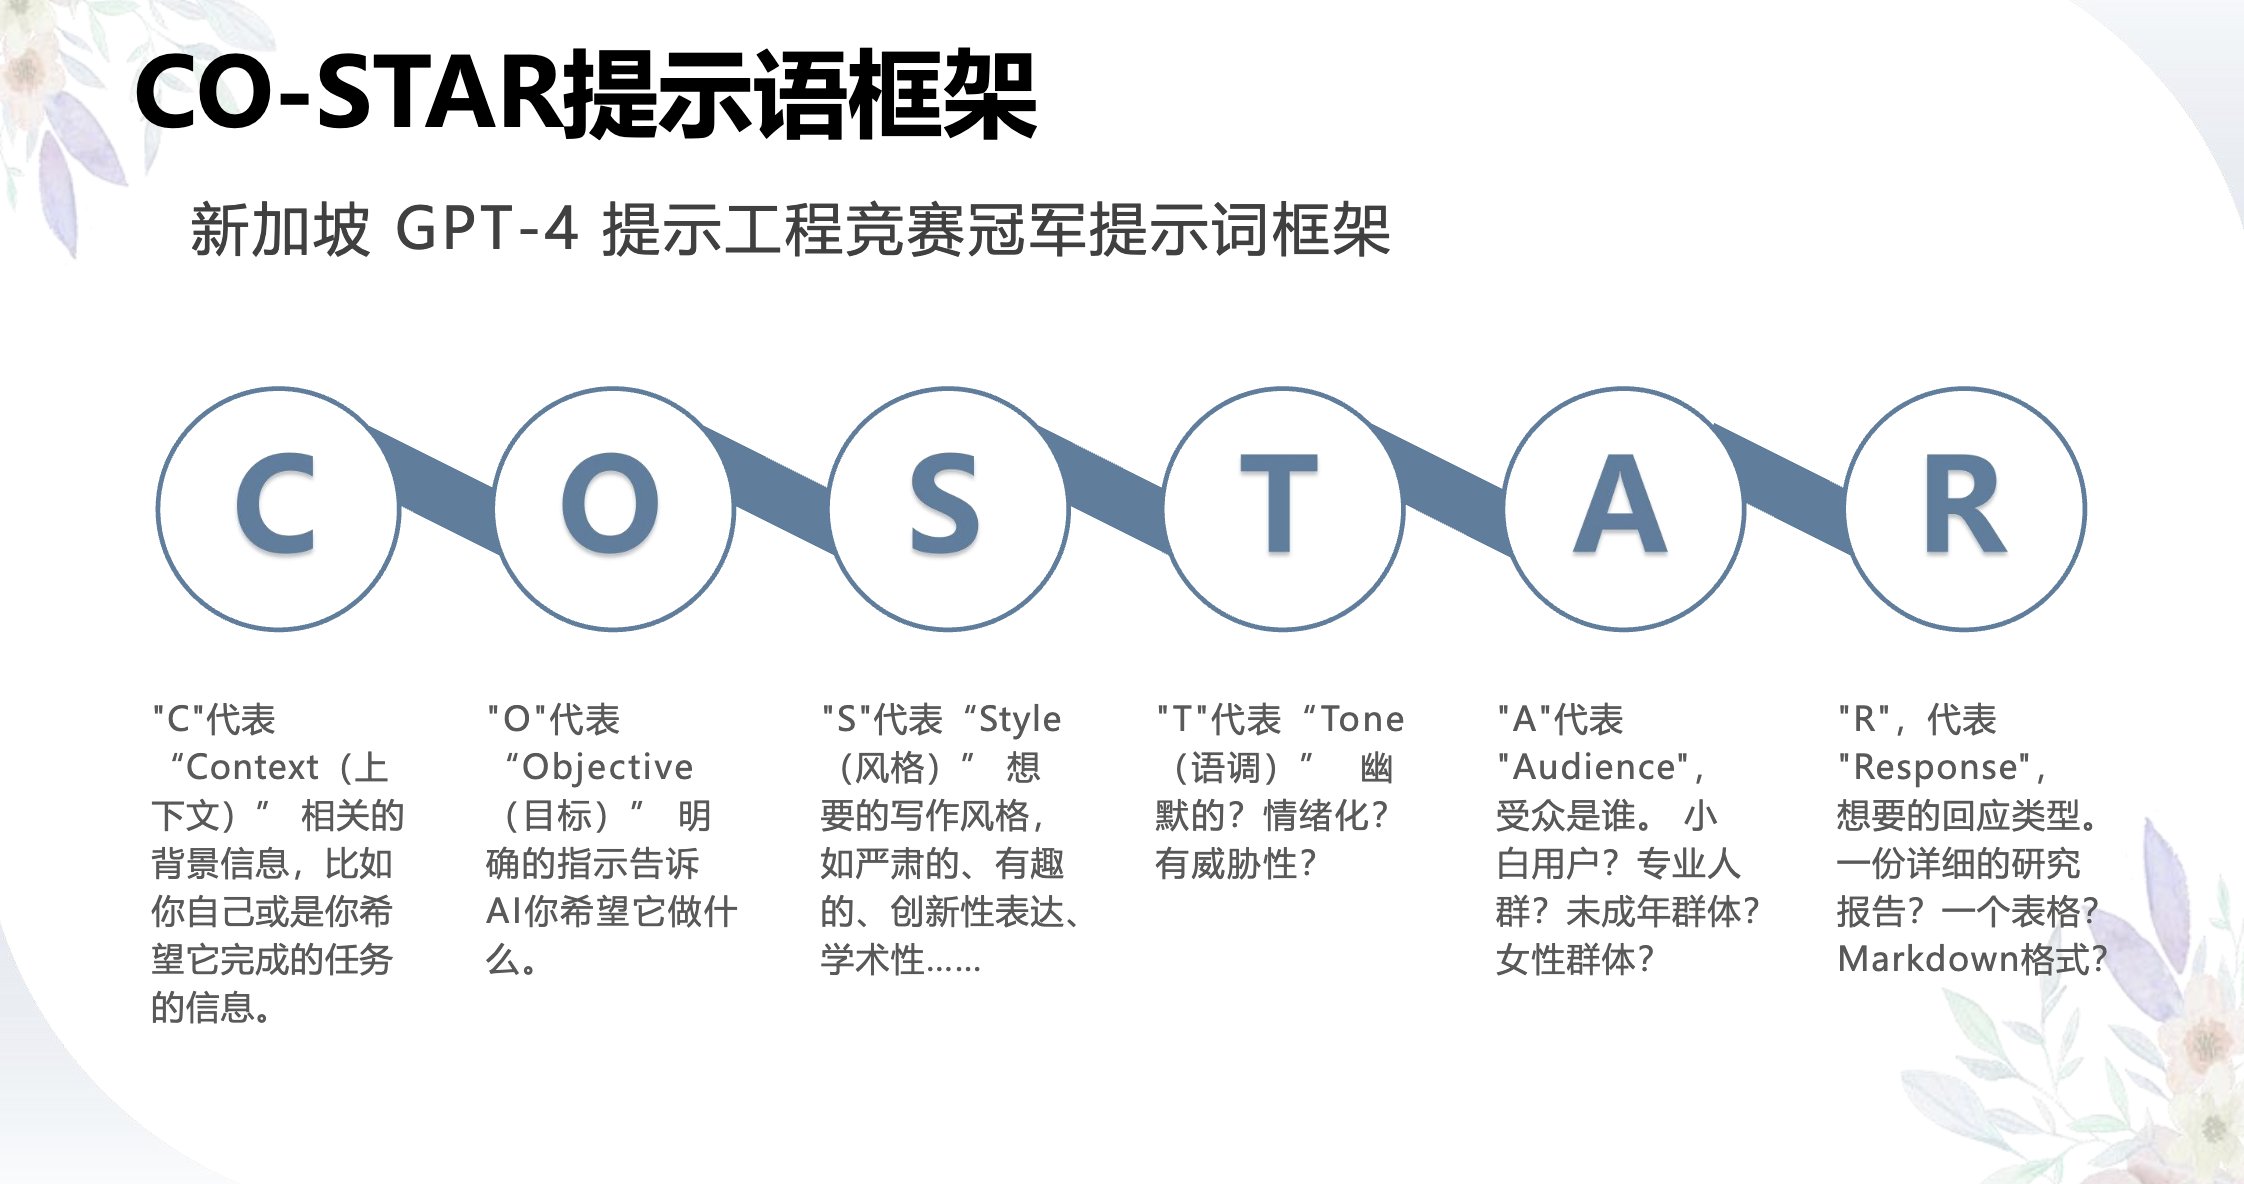 CO-STAR提示语框架
新加坡 GPT-4 提示工程竞赛冠军提示词框架
C
O
S
T
A
R
"C"代表
“Context（上
下文）” 相关的
背景信息，比如
你自己或是你希
望它完成的任务
的信息。
"O"代表
“Objective
（目标）” 明
确的指示告诉
AI你希望它做什
么。
"S"代表“Style
（风格）” 想
要的写作风格，
如严肃的、有趣
的、创新性表达、
学术性……
"T"代表“Tone
（语调）” 幽
默的？情绪化？
有威胁性？
"A"代表
"Audience"，
受众是谁。 小
白用户？专业人
群？未成年群体？
女性群体？
"R"，代表
"Response"，
想要的回应类型。
一份详细的研究
报告？一个表格？
Markdown格式？